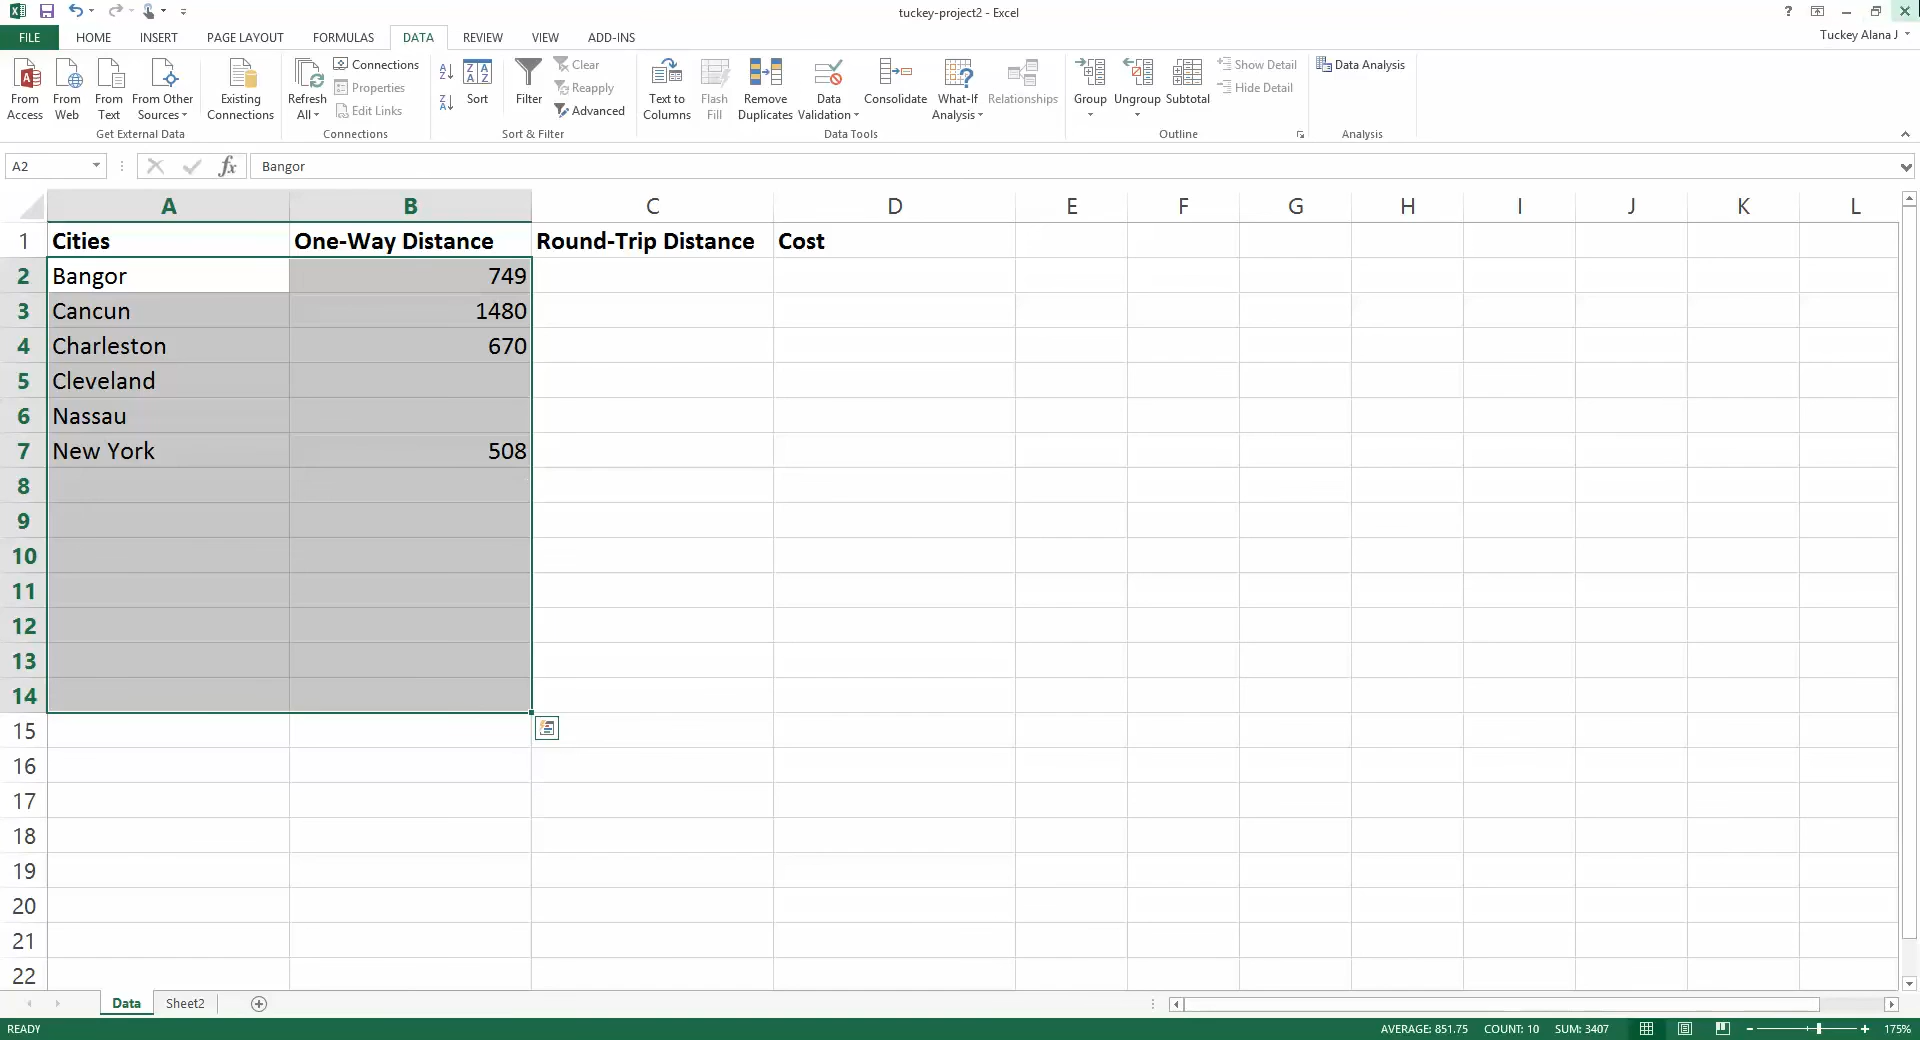 tuckey-project2 - Excel
?
Tuckey Alana J
FILE HOME INSERT PAGE LAYOUT FORMULAS DATA REVIEW VIEW ADD-INS
From Access
From Web
From Text
From Other Sources
Existing Connections
Get External Data
Refresh All
Connections
Properties
Edit Links
Connections
Sort
Filter
Clear
Reapply
Advanced
Sort & Filter
Text to Columns
Flash Fill
Remove Duplicates
Data Validation
Consolidate
What-If Analysis
Relationships
Data Tools
Group
Ungroup
Subtotal
Show Detail
Hide Detail
Outline
Data Analysis
Analysis
A2 fx Bangor
A B C D E F G H I J K L
1 Cities One-Way Distance Round-Trip Distance Cost
2 Bangor 749
3 Cancun 1480
4 Charleston 670
5 Cleveland
6 Nassau
7 New York 508
8
9
10
11
12
13
14
15
16
17
18
19
20
21
22
Data Sheet2
READY AVERAGE: 851.75 COUNT: 10 SUM: 3407 175%